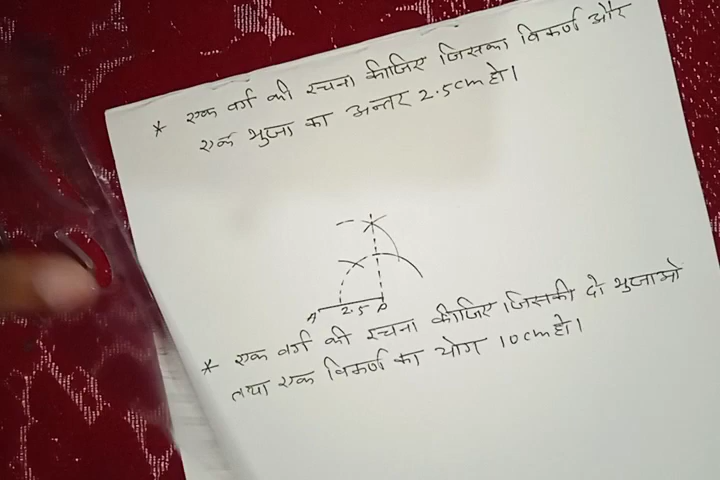 * एक वर्ग की रचना कीजिए जिसका विकर्ण और
एक भुजा का अन्तर 2.5cm हो।
A 2.5 P
* एक वर्ग की रचना कीजिए जिसकी दो भुजाओ
तथा एक विकर्ण का योग 10cm हो।